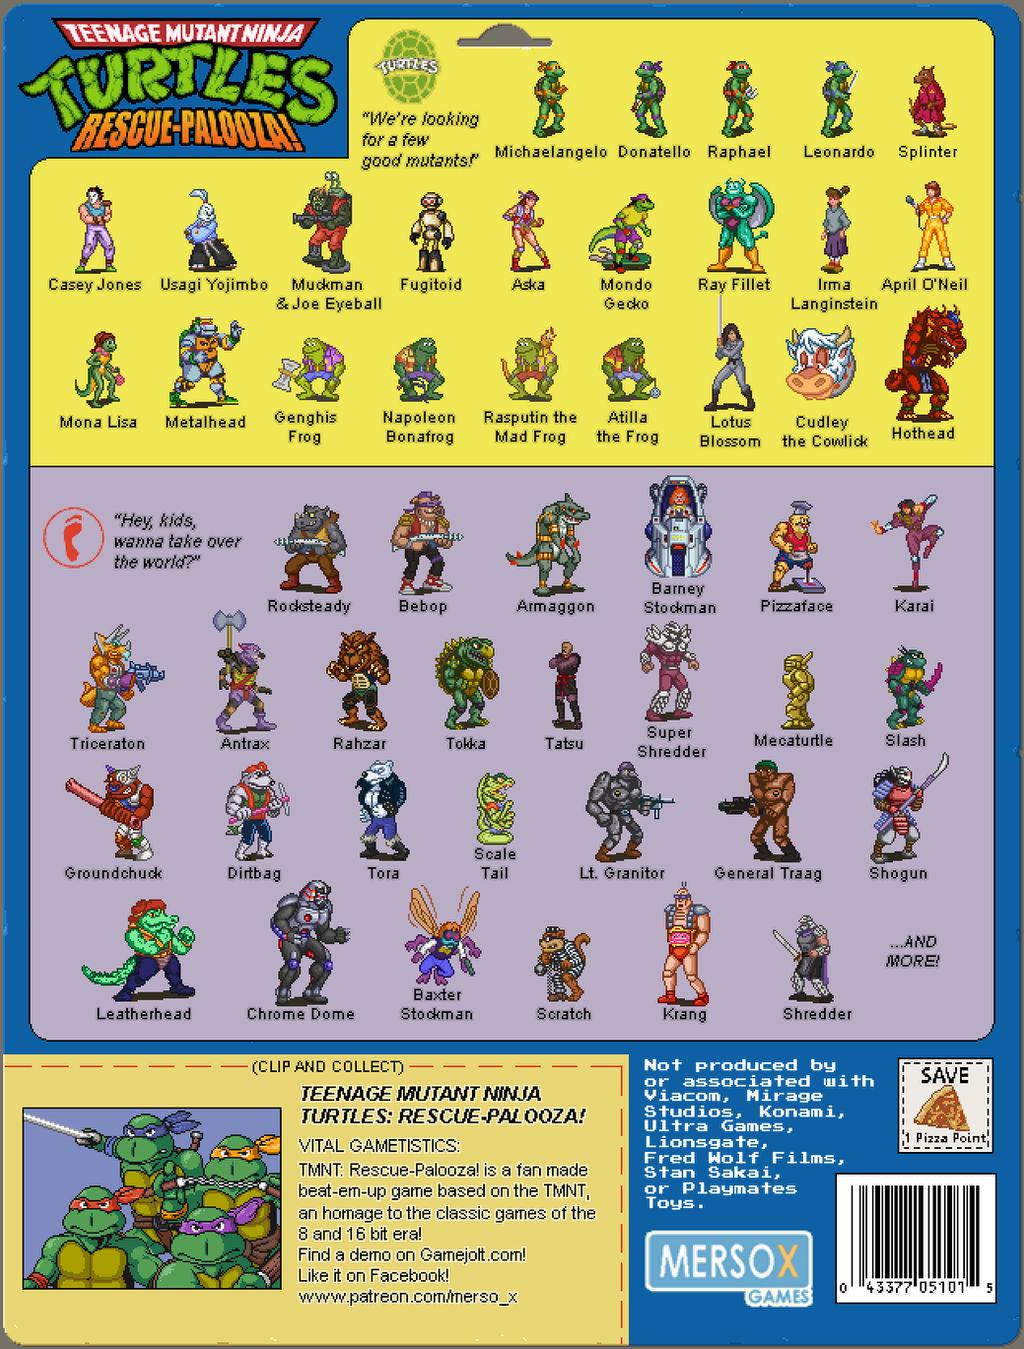 TEENAGE MUTANT NINJA
TURTLES
RESCUE-PALOOZA!
TURTLES
"We're looking
for a few
good mutants!"
Michaelangelo
Donatello
Raphael
Leonardo
Splinter
Casey Jones
Usagi Yojimbo
Muckman
& Joe Eyeball
Fugitoid
Aska
Mondo
Gecko
Ray Fillet
Irma
Langinstein
April O'Neil
Mona Lisa
Metalhead
Genghis
Frog
Napoleon
Bonafrog
Rasputin the
Mad Frog
Atilla
the Frog
Lotus
Blossom
Cudley
the Cowlick
Hothead
"Hey, kids,
wanna take over
the world?"
Rocksteady
Bebop
Armaggon
Barney
Stockman
Pizzaface
Karai
Triceraton
Antrax
Rahzar
Tokka
Tatsu
Super
Shredder
Mecaturtle
Slash
Groundchuck
Dirtbag
Tora
Scale
Tail
Lt. Granitor
General Traag
Shogun
Leatherhead
Chrome Dome
Baxter
Stockman
Scratch
Krang
Shredder
...AND
MORE!
(CLIP AND COLLECT)
TEENAGE MUTANT NINJA
TURTLES: RESCUE-PALOOZA!
VITAL GAMETISTICS:
TMNT: Rescue-Palooza! is a fan made
beat-em-up game based on the TMNT,
an homage to the classic games of the
8 and 16 bit era!
Find a demo on Gamejolt.com!
Like it on Facebook!
www.patreon.com/merso_x
Not produced by
or associated with
Viacom, Mirage
Studios, Konami,
Ultra Games,
Lionsgate,
Fred Wolf Films,
Stan Sakai,
or Playmates
Toys.
MERSOX
GAMES
SAVE
1 Pizza Point
0 43377 05101 5